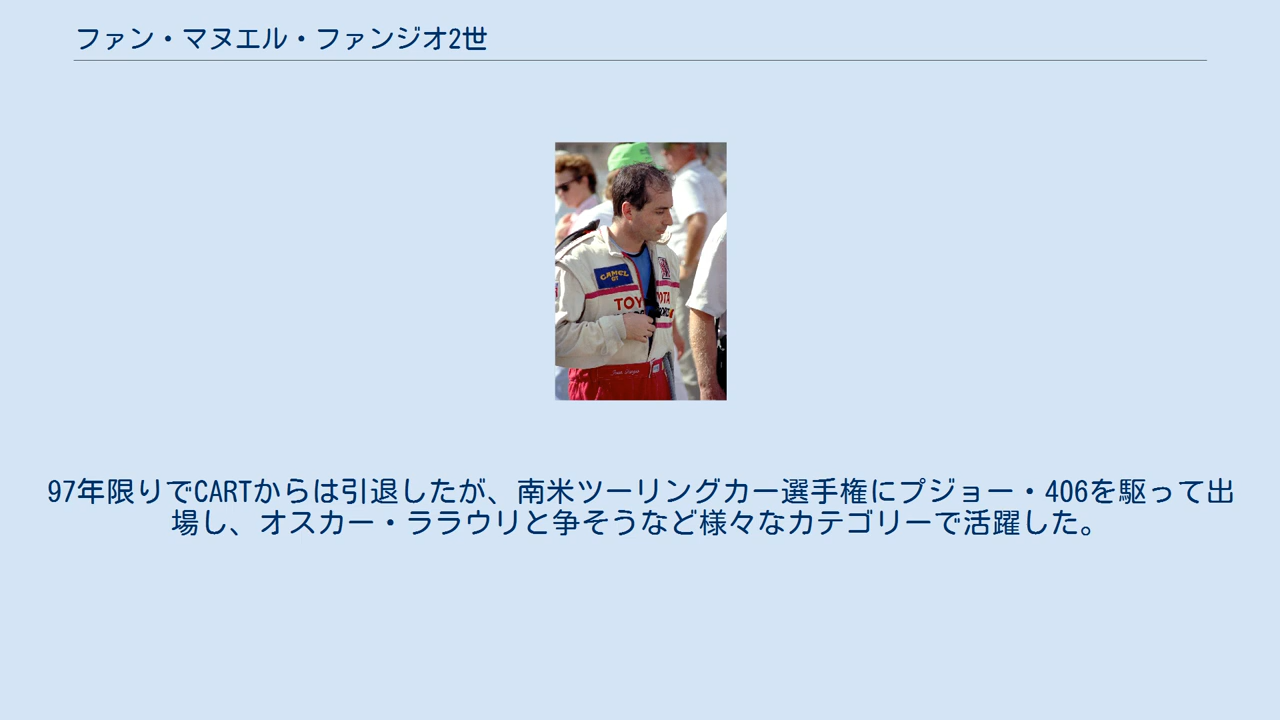 ファン・マヌエル・ファンジオ2世
CAMEL
GT
TOYOTA
97年限りでCARTからは引退したが、南米ツーリングカー選手権にプジョー・406を駆って出
場し、オスカー・ララウリと争そうなど様々なカテゴリーで活躍した。